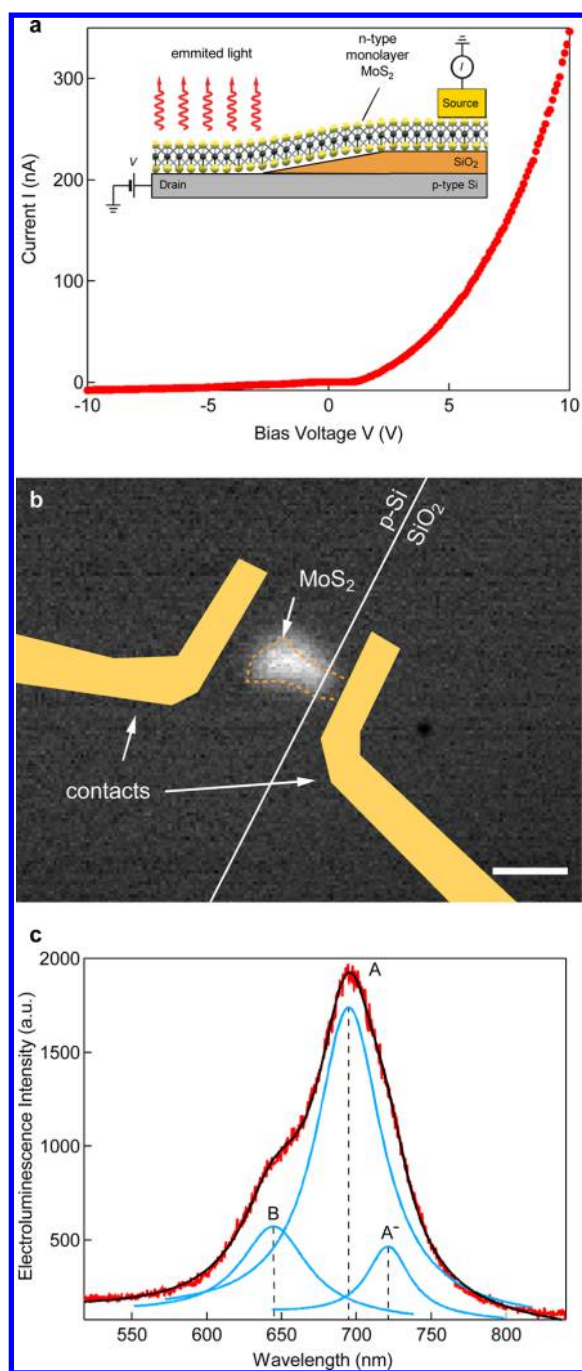 a
emmited light
n-type
monolayer
MoS₂
I
Source
SiO₂
V
Drain
p-type Si
300
200
100
0
Current I (nA)
-10
-5
0
5
10
Bias Voltage V (V)
b
p-Si
SiO₂
MoS₂
contacts
c
2000
1500
1000
500
Electroluminescence Intensity (a.u.)
A
B
A⁻
550
600
650
700
750
800
Wavelength (nm)